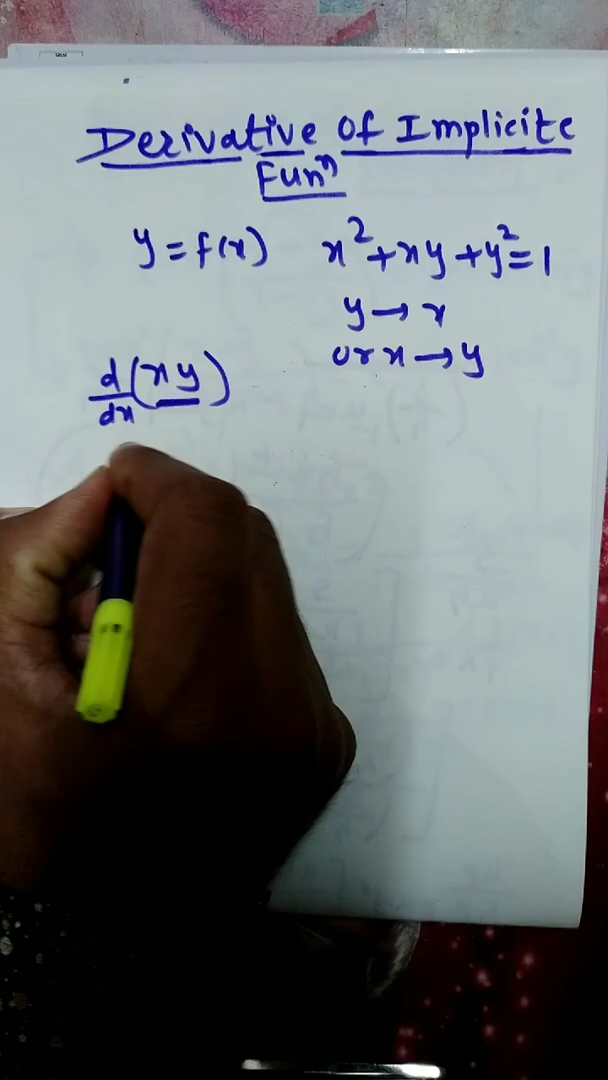 Derivative Of Implicite
Funⁿ
y = f(x) x² + xy + y² = 1
y → x
or x → y
d/dx (xy)